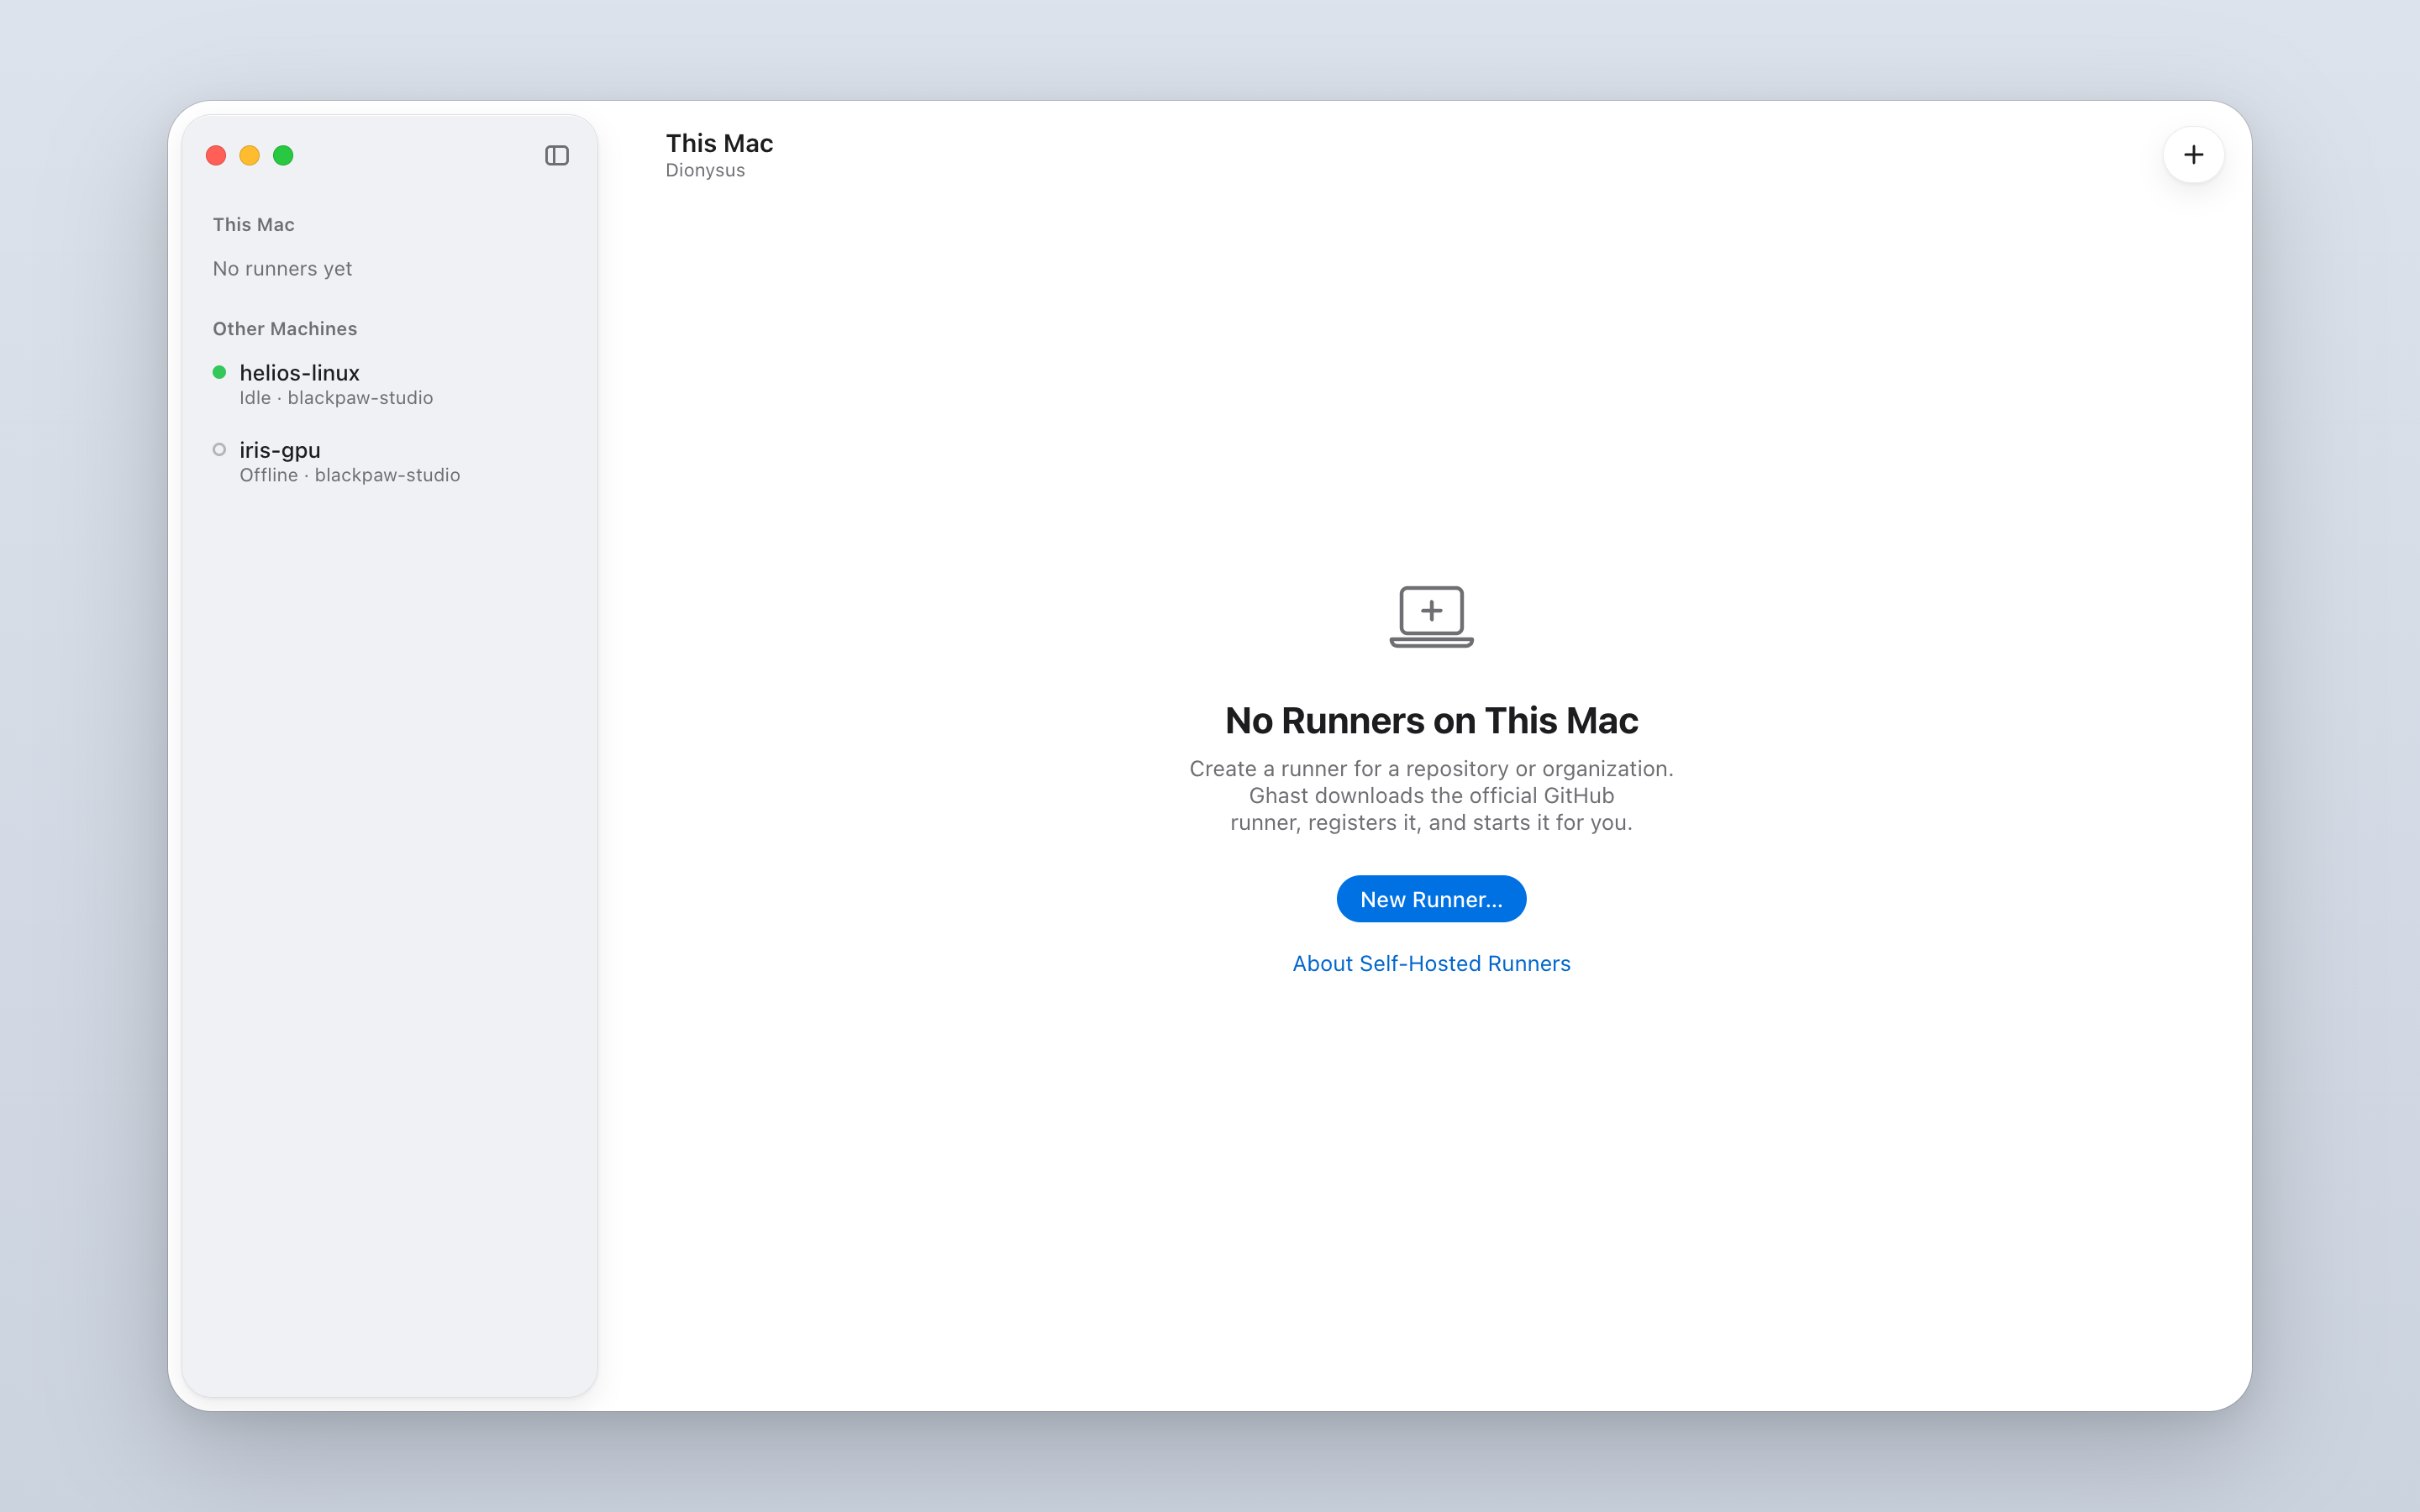 This Mac
No runners yet
Other Machines
helios-linux
Idle · blackpaw-studio
iris-gpu
Offline · blackpaw-studio
This Mac
Dionysus
No Runners on This Mac
Create a runner for a repository or organization.
Ghast downloads the official GitHub
runner, registers it, and starts it for you.
New Runner...
About Self-Hosted Runners